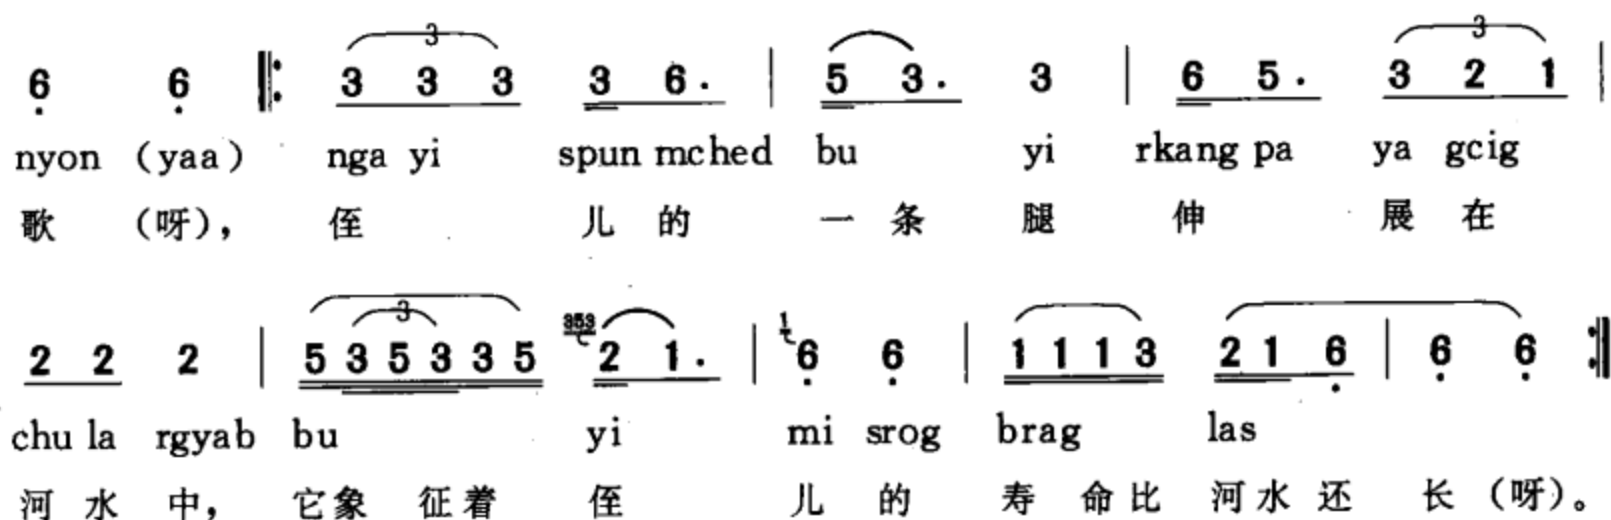 6 6 ‖: 3 3 3 3 6. | 5 3. 3 | 6 5. 3 2 1 |
nyon (yaa) nga yi spun mched bu yi rkang pa ya gcig
歌 (呀)， 侄 儿 的 一 条 腿 伸 展 在
2 2 2 | 5 3 5 3 3 5 353 2 1. | 1 6 6 | 1 1 1 3 2 1 6 | 6 6 :‖
chu la rgyab bu yi mi srog brag las
河 水 中， 它象 征着 侄 儿 的 寿 命 比 河 水 还 长 (呀)。